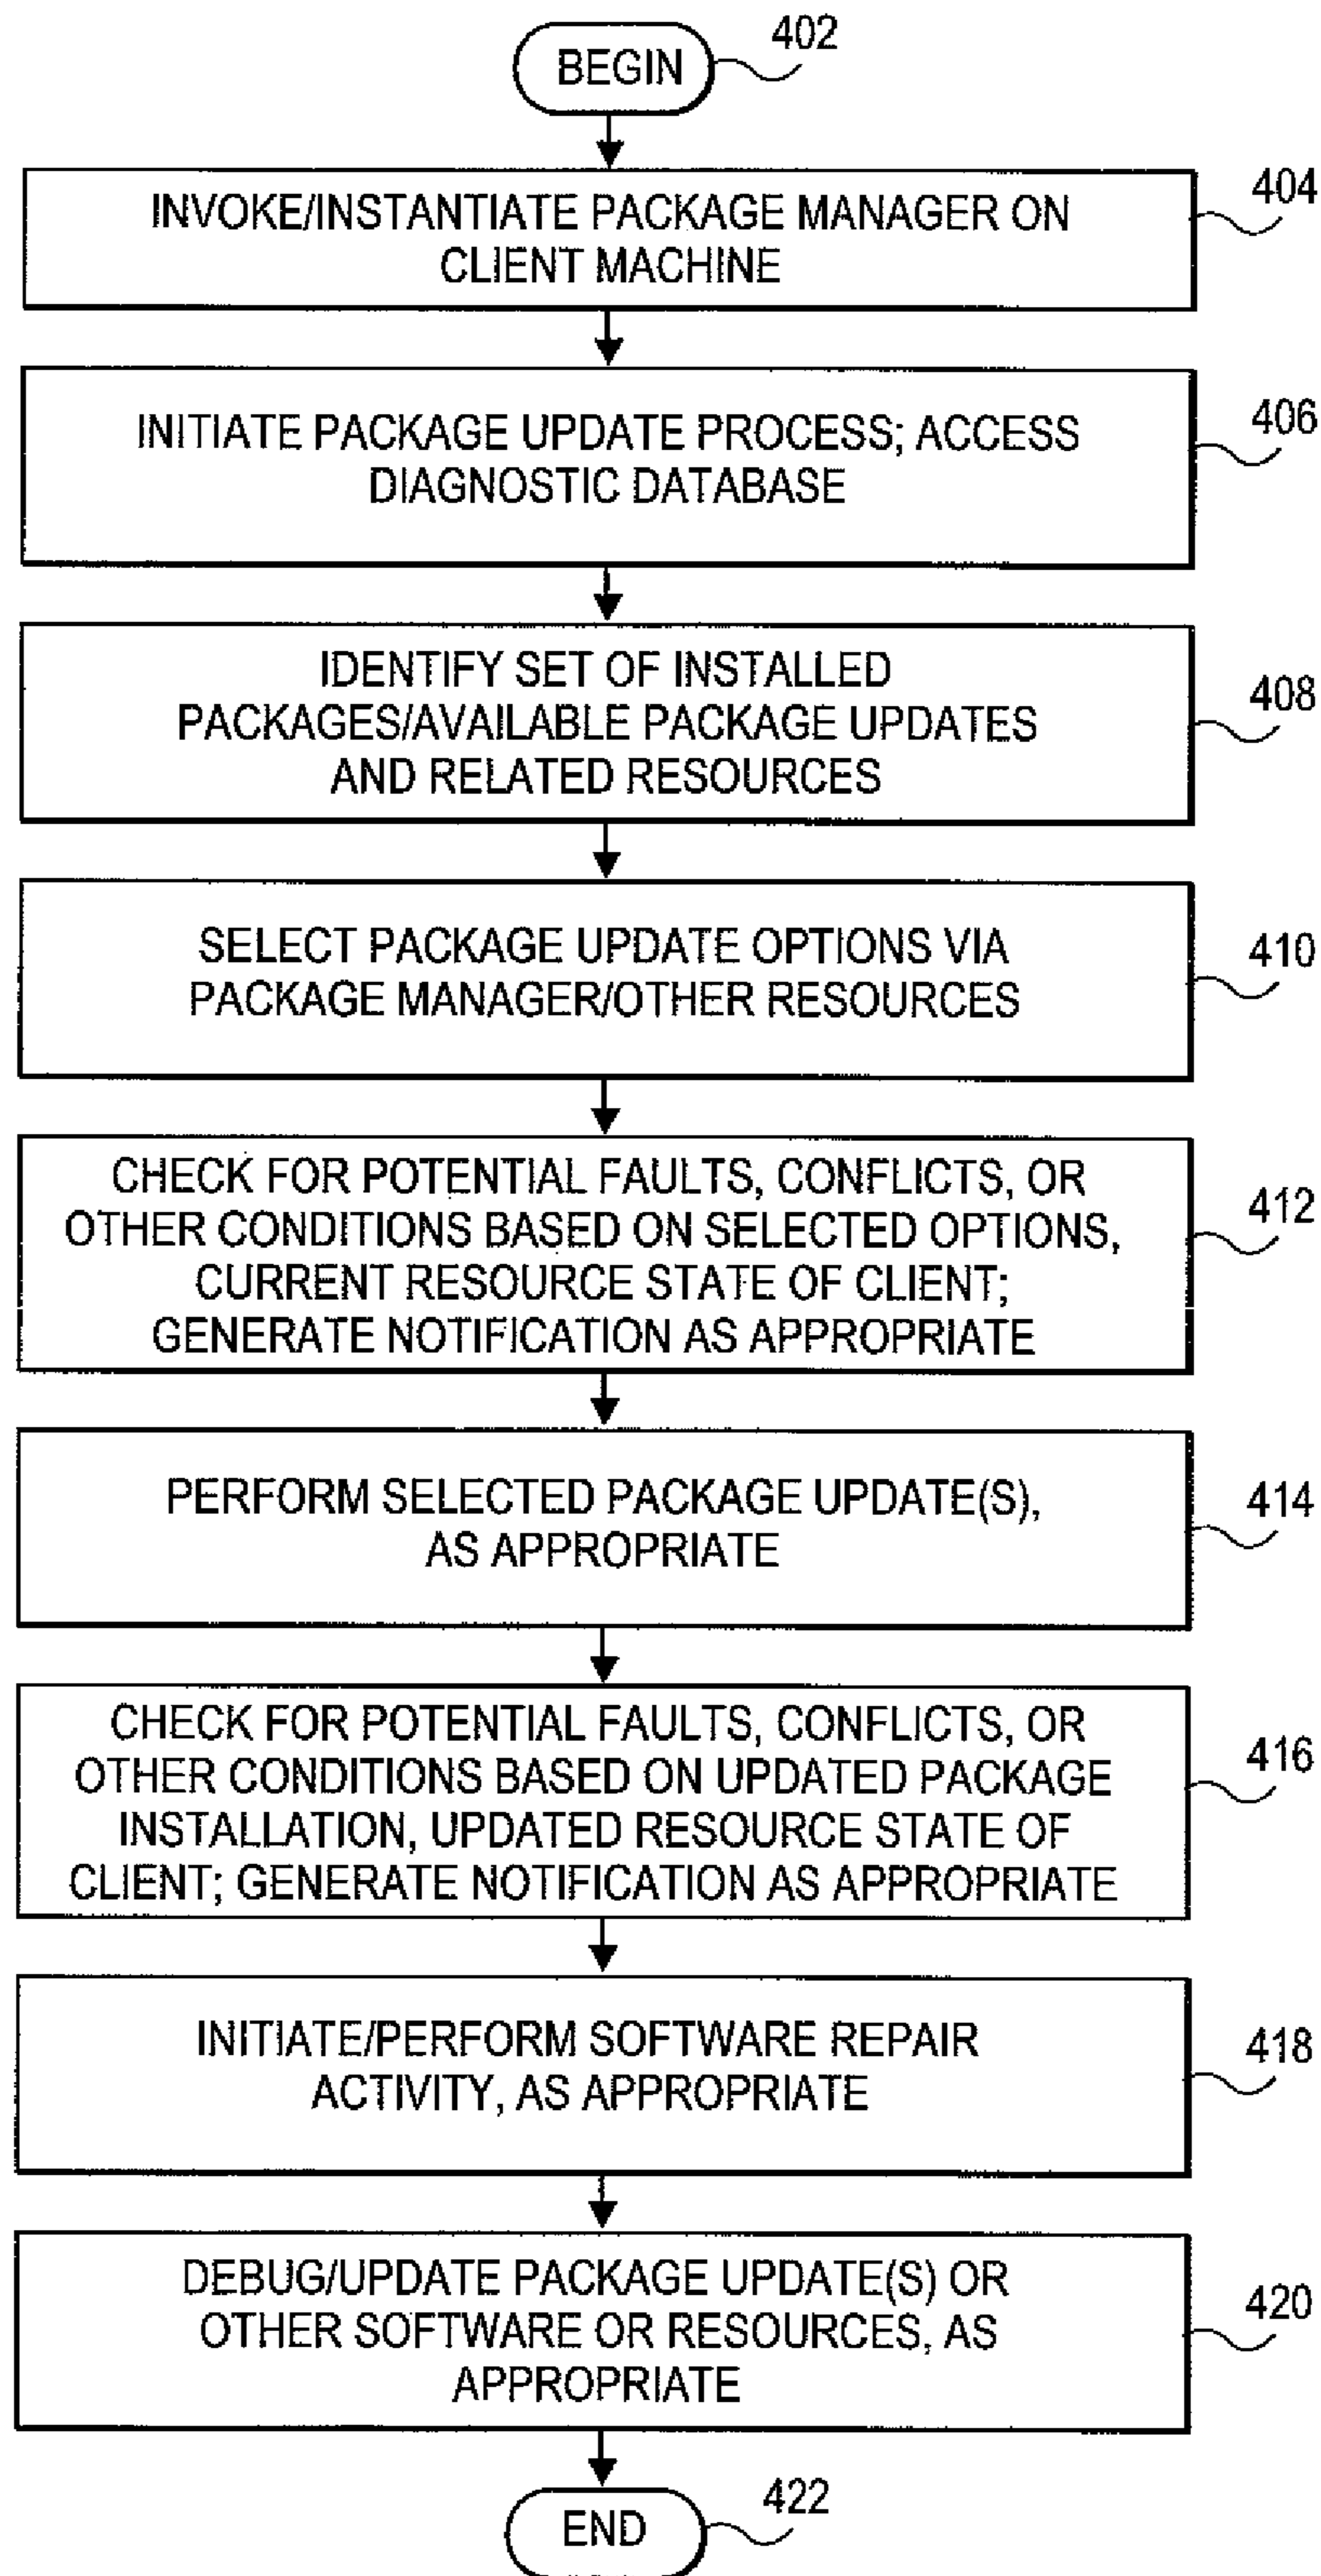 BEGIN
402
INVOKE/INSTANTIATE PACKAGE MANAGER ON
CLIENT MACHINE
404
INITIATE PACKAGE UPDATE PROCESS; ACCESS
DIAGNOSTIC DATABASE
406
IDENTIFY SET OF INSTALLED
PACKAGES/AVAILABLE PACKAGE UPDATES
AND RELATED RESOURCES
408
SELECT PACKAGE UPDATE OPTIONS VIA
PACKAGE MANAGER/OTHER RESOURCES
410
CHECK FOR POTENTIAL FAULTS, CONFLICTS, OR
OTHER CONDITIONS BASED ON SELECTED OPTIONS,
CURRENT RESOURCE STATE OF CLIENT;
GENERATE NOTIFICATION AS APPROPRIATE
412
PERFORM SELECTED PACKAGE UPDATE(S),
AS APPROPRIATE
414
CHECK FOR POTENTIAL FAULTS, CONFLICTS, OR
OTHER CONDITIONS BASED ON UPDATED PACKAGE
INSTALLATION, UPDATED RESOURCE STATE OF
CLIENT; GENERATE NOTIFICATION AS APPROPRIATE
416
INITIATE/PERFORM SOFTWARE REPAIR
ACTIVITY, AS APPROPRIATE
418
DEBUG/UPDATE PACKAGE UPDATE(S) OR
OTHER SOFTWARE OR RESOURCES, AS
APPROPRIATE
420
END
422